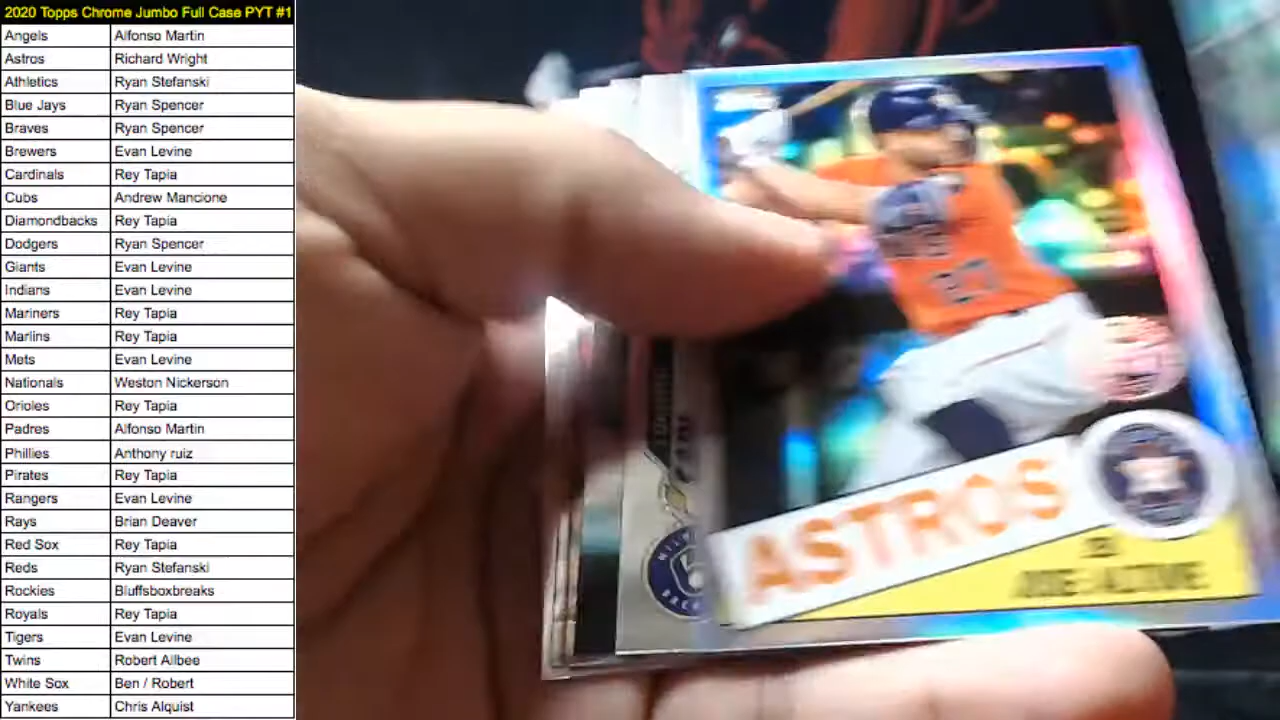 2020 Topps Chrome Jumbo Full Case PYT #1
Angels Alfonso Martin
Astros Richard Wright
Athletics Ryan Stefanski
Blue Jays Ryan Spencer
Braves Ryan Spencer
Brewers Evan Levine
Cardinals Rey Tapia
Cubs Andrew Mancione
Diamondbacks Rey Tapia
Dodgers Ryan Spencer
Giants Evan Levine
Indians Evan Levine
Mariners Rey Tapia
Marlins Rey Tapia
Mets Evan Levine
Nationals Weston Nickerson
Orioles Rey Tapia
Padres Alfonso Martin
Phillies Anthony ruiz
Pirates Rey Tapia
Rangers Evan Levine
Rays Brian Deaver
Red Sox Rey Tapia
Reds Ryan Stefanski
Rockies Bluffsboxbreaks
Royals Rey Tapia
Tigers Evan Levine
Twins Robert Allbee
White Sox Ben / Robert
Yankees Chris Alquist
27
ASTROS
JOSE ALTUVE